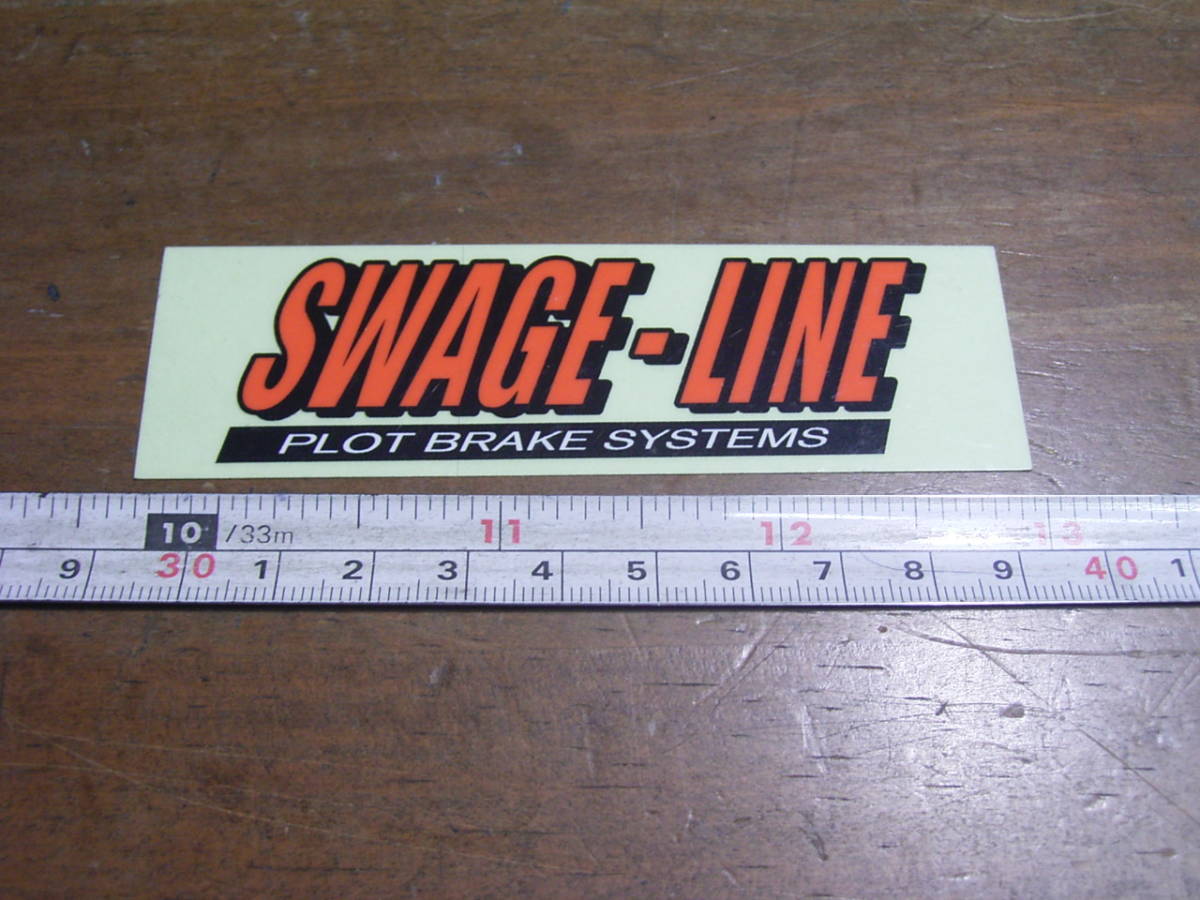 SWAGE-LINE
PLOT BRAKE SYSTEMS
10 /33m 11 12 13
9 30 1 2 3 4 5 6 7 8 9 40 1